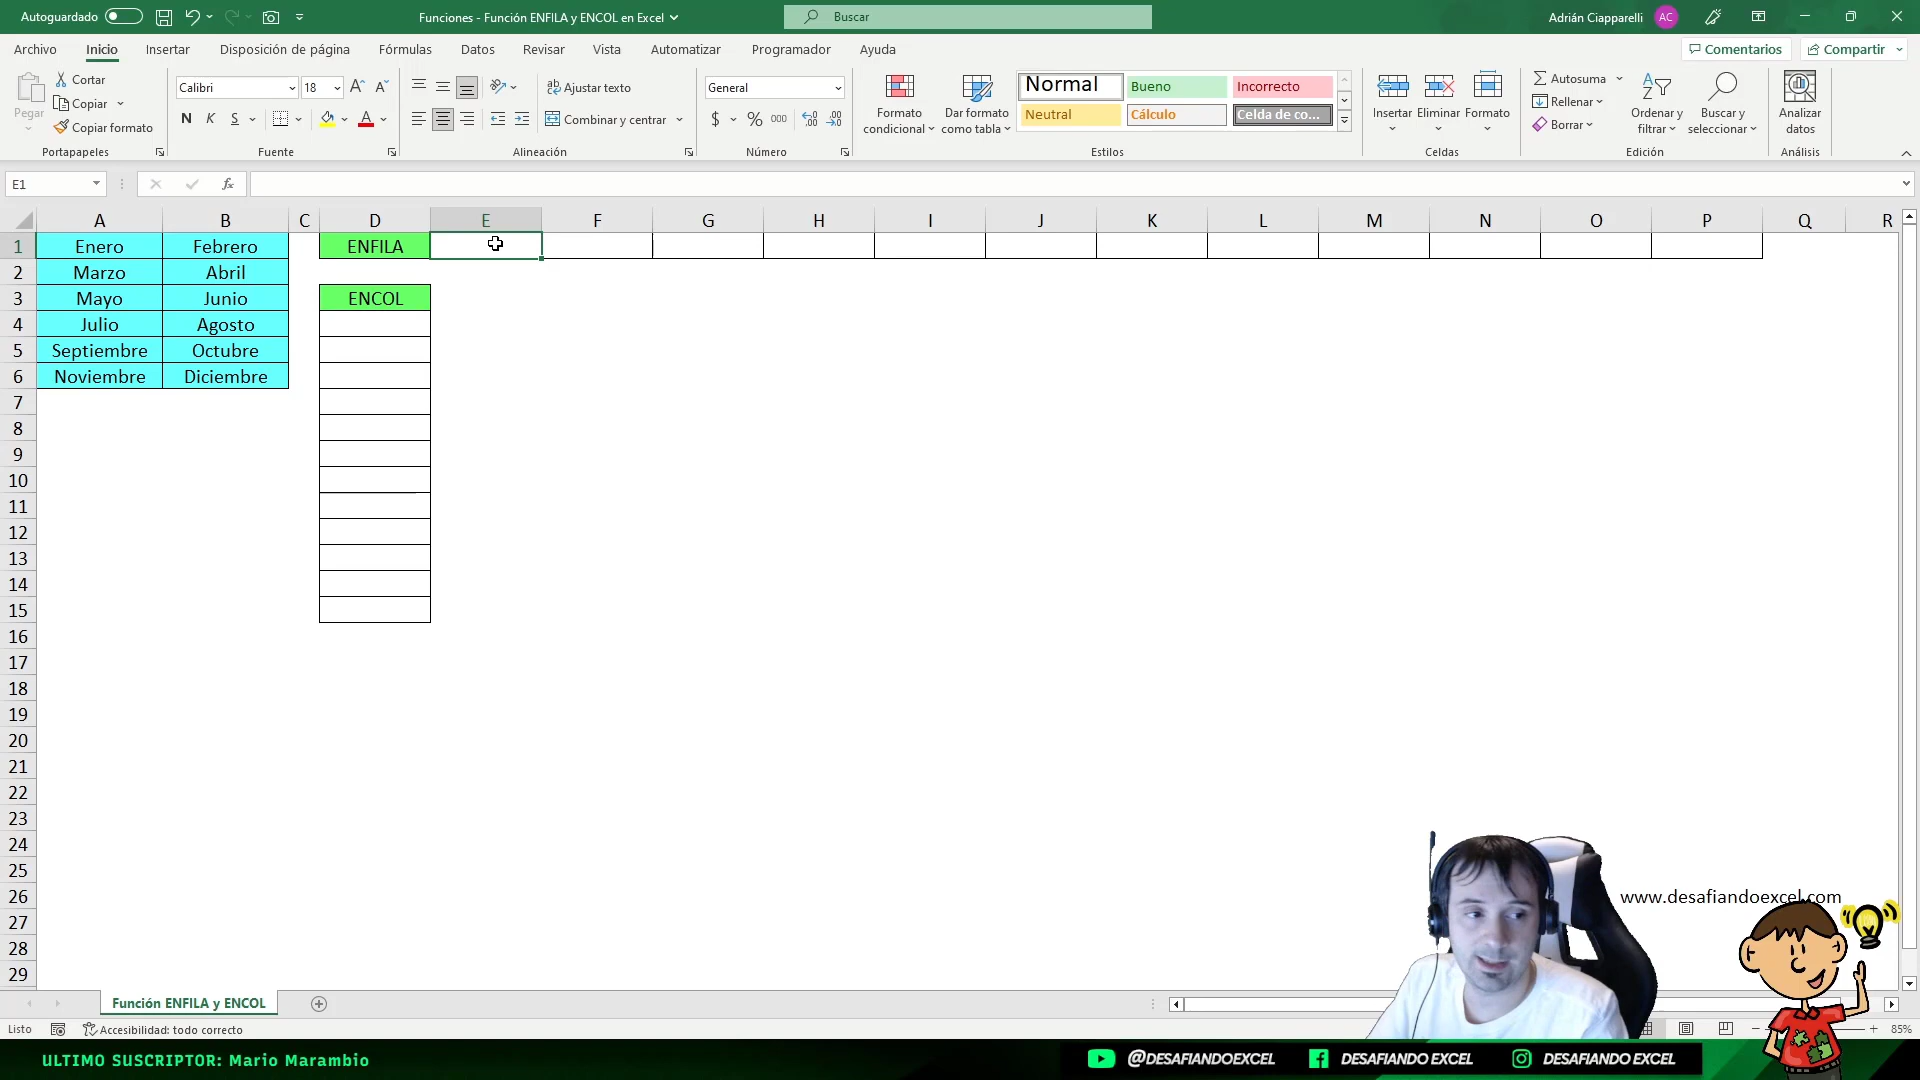 Autoguardado
Funciones - Función ENFILA y ENCOL en Excel
Buscar
Adrián Ciapparelli
AC
Archivo
Inicio
Insertar
Disposición de página
Fórmulas
Datos
Revisar
Vista
Automatizar
Programador
Ayuda
Comentarios
Compartir
Pegar
Cortar
Copiar
Copiar formato
Portapapeles
Calibri
18
N K S
Fuente
Ajustar texto
Combinar y centrar
Alineación
General
$ % 000
Número
Formato condicional
Dar formato como tabla
Normal
Bueno
Incorrecto
Neutral
Cálculo
Celda de co...
Estilos
Insertar
Eliminar
Formato
Celdas
Autosuma
Rellenar
Borrar
Ordenar y filtrar
Buscar y seleccionar
Edición
Analizar datos
Análisis
E1
fx
A B C D E F G H I J K L M N O P Q R
1 Enero Febrero ENFILA
2 Marzo Abril
3 Mayo Junio ENCOL
4 Julio Agosto
5 Septiembre Octubre
6 Noviembre Diciembre
7
8
9
10
11
12
13
14
15
16
17
18
19
20
21
22
23
24
25
26
27
28
29
www.desafiandoexcel.com
Función ENFILA y ENCOL
Listo
Accesibilidad: todo correcto
85%
ULTIMO SUSCRIPTOR: Mario Marambio
@DESAFIANDOEXCEL
DESAFIANDO EXCEL
DESAFIANDO EXCEL